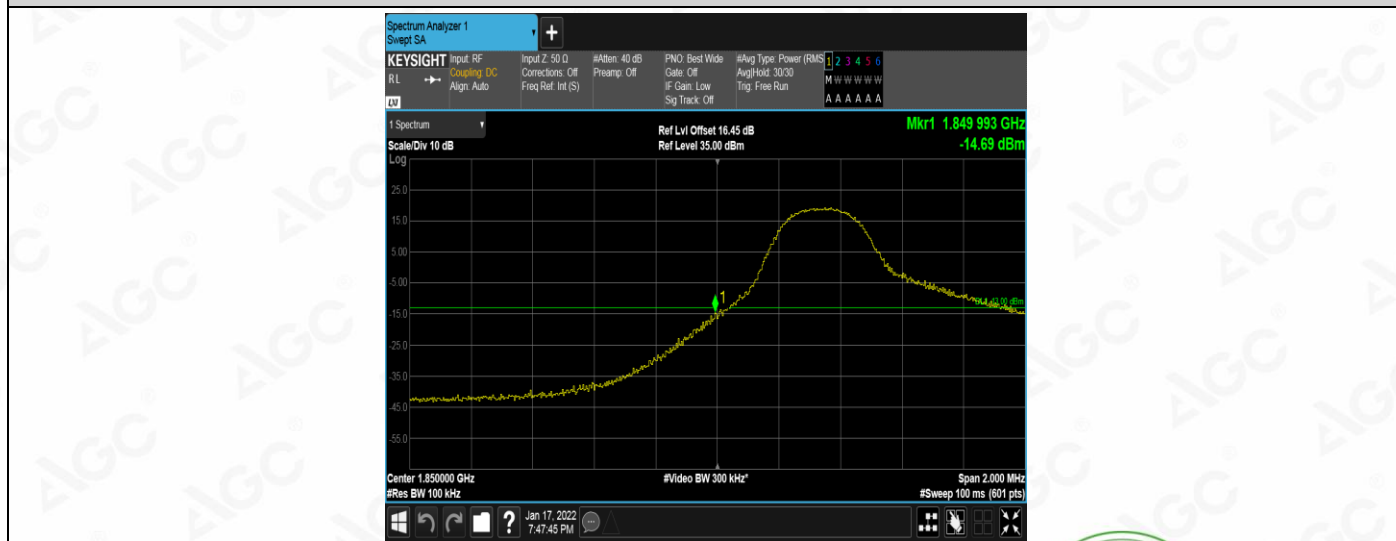 Spectrum Analyzer 1
Swept SA
+
KEYSIGHT
RL
LXI
Input: RF
Coupling: DC
Align: Auto
Input Z: 50 Ω
Corrections: Off
Freq Ref: Int (S)
#Atten: 40 dB
Preamp: Off
PNO: Best Wide
Gate: Off
IF Gain: Low
Sig Track: Off
#Avg Type: Power (RMS
Avg|Hold: 30/30
Trig: Free Run
1 2 3 4 5 6
M W W W W W
A A A A A A
1 Spectrum
Scale/Div 10 dB
Ref Lvl Offset 16.45 dB
Ref Level 35.00 dBm
Mkr1 1.849 993 GHz
-14.69 dBm
Log
25.0
15.0
5.00
-5.00
-15.0
-25.0
-35.0
-45.0
-55.0
1
Center 1.850000 GHz
#Res BW 100 kHz
#Video BW 300 kHz*
Span 2.000 MHz
#Sweep 100 ms (601 pts)
?
Jan 17, 2022
7:47:45 PM
AGC